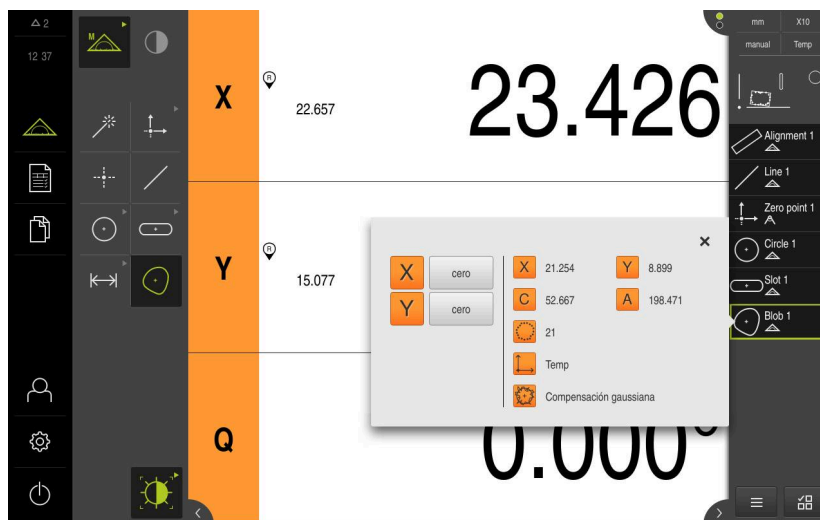 2
12 37
M
X
R
22.657
23.426
Y
R
15.077
Q
0.000°
X
cero
Y
cero
X
21.254
Y
8.899
C
52.667
A
198.471
21
Temp
Compensación gaussiana
mm
X10
manual
Temp
Alignment 1
Line 1
Zero point 1
Circle 1
Slot 1
Blob 1